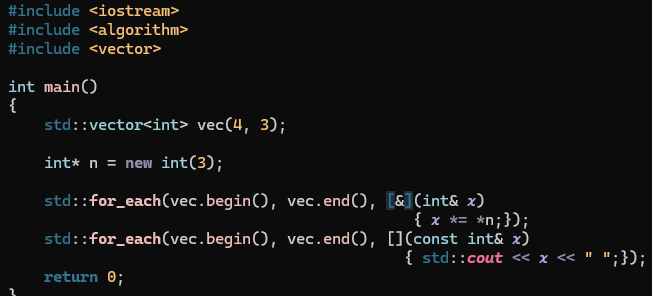 #include <iostream>
#include <algorithm>
#include <vector>

int main()
{
    std::vector<int> vec(4, 3);

    int* n = new int(3);

    std::for_each(vec.begin(), vec.end(), [&](int& x)
                                            { x *= *n;});
    std::for_each(vec.begin(), vec.end(), [](const int& x)
                                           { std::cout << x << " ";});
    return 0;
}